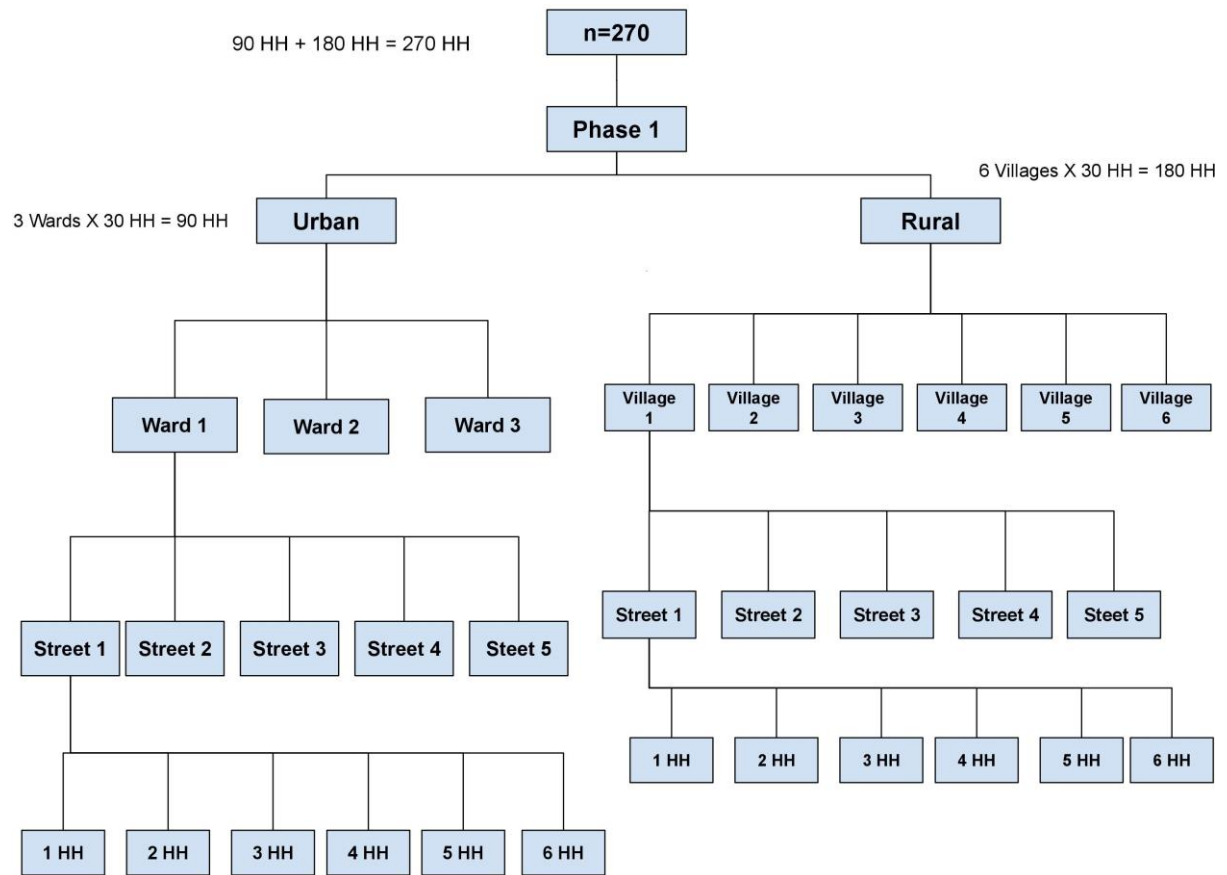 n=270
90 HH + 180 HH = 270 HH
Phase 1
6 Villages X 30 HH = 180 HH
3 Wards X 30 HH = 90 HH
Urban
Rural
Ward 1
Ward 2
Ward 3
Village
1
Village
2
Village
3
Village
4
Village
5
Village
6
Street 1
Street 2
Street 3
Street 4
Steet 5
Street 1
Street 2
Street 3
Street 4
Steet 5
1 HH
2 HH
3 HH
4 HH
5 HH
6 HH
1 HH
2 HH
3 HH
4 HH
5 HH
6 HH